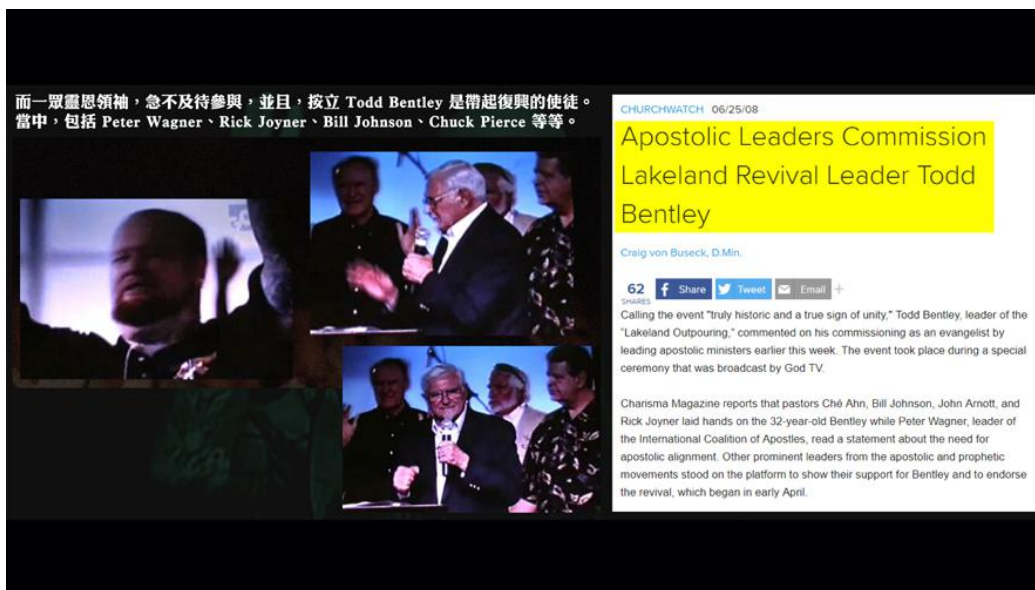 而一眾靈恩領袖，急不及待參與，並且，按立 Todd Bentley 是帶起復興的使徒。
當中，包括 Peter Wagner、Rick Joyner、Bill Johnson、Chuck Pierce 等等。
CHURCHWATCH 06/25/08
Apostolic Leaders Commission
Lakeland Revival Leader Todd
Bentley
Craig von Buseck, D.Min.
62 Share Tweet Email +
SHARES
Calling the event "truly historic and a true sign of unity," Todd Bentley, leader of the
"Lakeland Outpouring," commented on his commissioning as an evangelist by
leading apostolic ministers earlier this week. The event took place during a special
ceremony that was broadcast by God TV.
Charisma Magazine reports that pastors Ché Ahn, Bill Johnson, John Arnott, and
Rick Joyner laid hands on the 32-year-old Bentley while Peter Wagner, leader of
the International Coalition of Apostles, read a statement about the need for
apostolic alignment. Other prominent leaders from the apostolic and prophetic
movements stood on the platform to show their support for Bentley and to endorse
the revival, which began in early April.